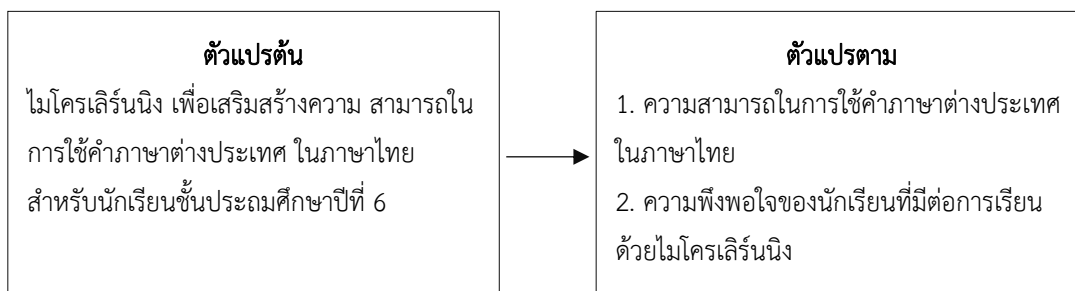 ตัวแปรต้น
ไมโครเลิร์นนิง เพื่อเสริมสร้างความ สามารถใน
การใช้คำภาษาต่างประเทศ ในภาษาไทย
สำหรับนักเรียนชั้นประถมศึกษาปีที่ 6
ตัวแปรตาม
1. ความสามารถในการใช้คำภาษาต่างประเทศ
ในภาษาไทย
2. ความพึงพอใจของนักเรียนที่มีต่อการเรียน
ด้วยไมโครเลิร์นนิง